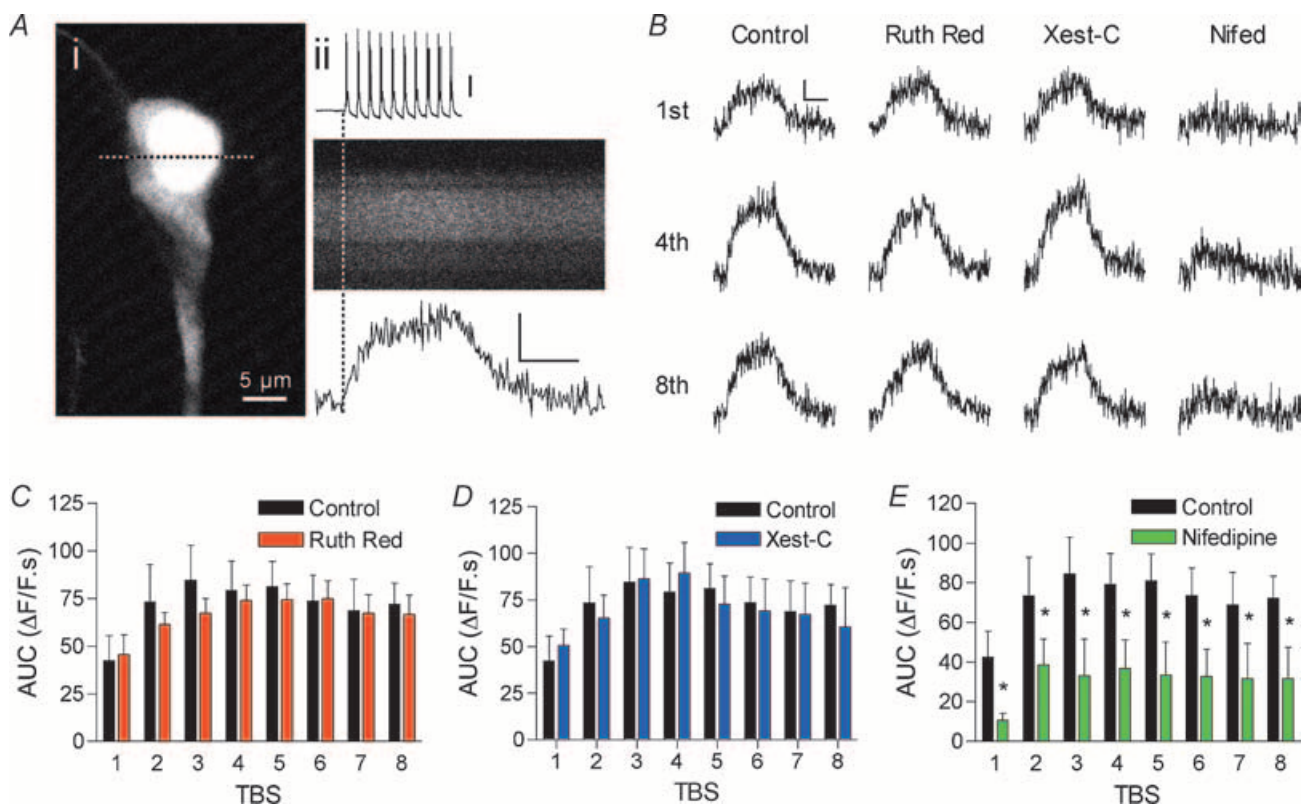 A
i
ii
5 µm
B
Control Ruth Red Xest-C Nifed
1st
4th
8th
C
AUC (ΔF/F.s)
125
100
75
50
25
0
Control
Ruth Red
1 2 3 4 5 6 7 8
TBS
D
AUC (ΔF/F.s)
125
100
75
50
25
0
Control
Xest-C
1 2 3 4 5 6 7 8
TBS
E
AUC (ΔF/F.s)
120
100
80
60
40
20
0
Control
Nifedipine
* * * * * * * *
1 2 3 4 5 6 7 8
TBS